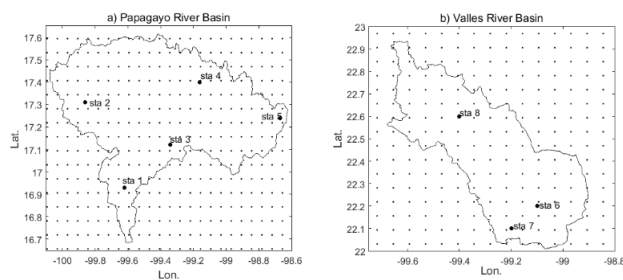 a) Papagayo River Basin
17.6
17.5
17.4
17.3
17.2
17.1
17
16.9
16.8
16.7
Lat.
sta 4
sta 2
sta 5
sta 3
sta 1
-100 -99.8 -99.6 -99.4 -99.2 -99 -98.8 -98.6
Lon.
b) Valles River Basin
23
22.9
22.8
22.7
22.6
22.5
22.4
22.3
22.2
22.1
22
Lat.
sta 8
sta 6
sta 7
-99.6 -99.4 -99.2 -99 -98.8
Lon.